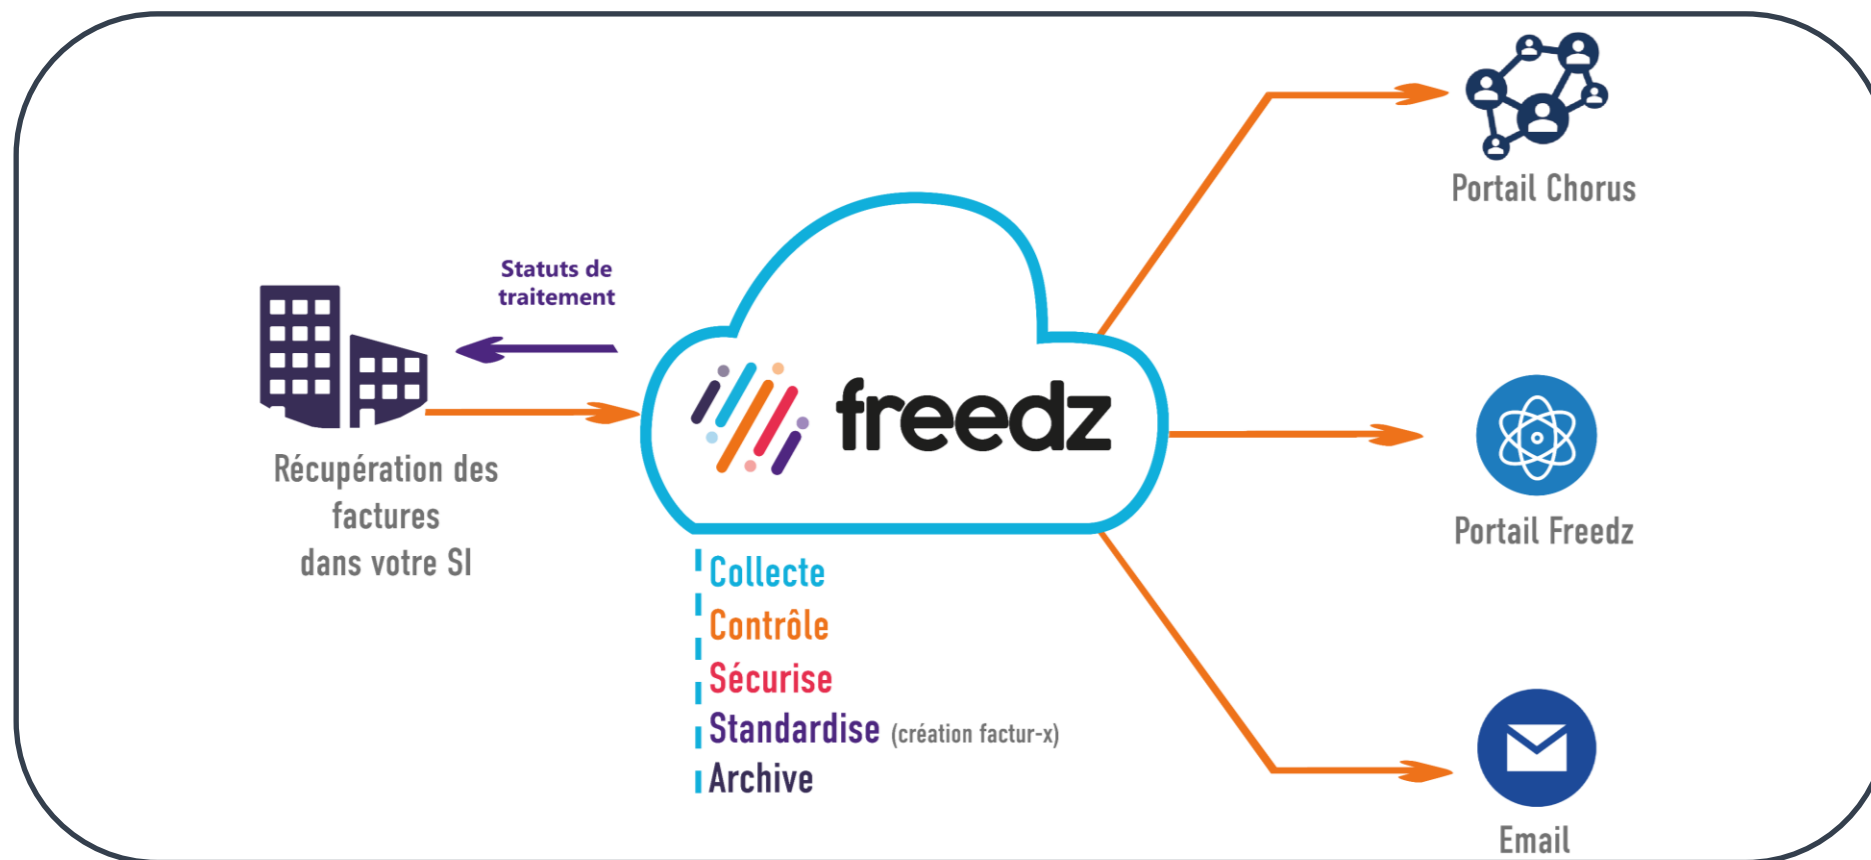 Statuts de
traitement
Récupération des
factures
dans votre SI
freedz
Collecte
Contrôle
Sécurise
Standardise (création factur-x)
Archive
Portail Chorus
Portail Freedz
Email